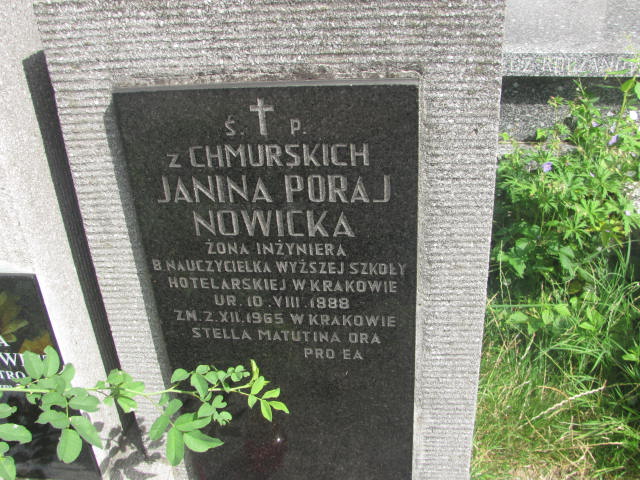 Ś. P.
z CHMURSKICH
JANINA PORAJ
NOWICKA
ŻONA INŻYNIERA
B. NAUCZYCIELKA WYŻSZEJ SZKOŁY
HOTELARSKIEJ W KRAKOWIE
UR. 10. VIII. 1888
ZM. 2. XII. 1965 W KRAKOWIE
STELLA MATUTINA ORA
PRO EA